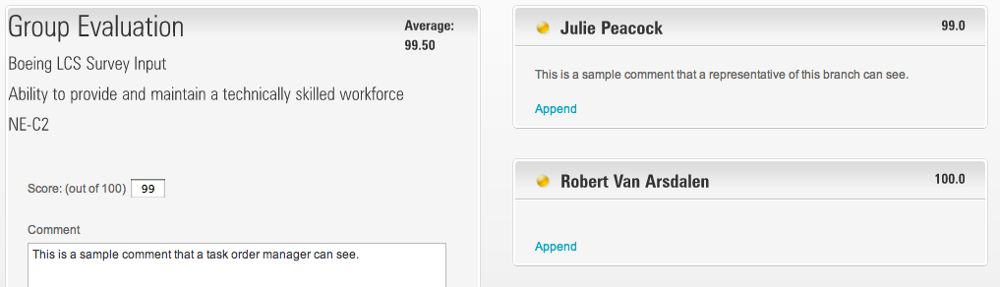 Group Evaluation
Average:
99.50
Boeing LCS Survey Input
Ability to provide and maintain a technically skilled workforce
NE-C2
Score: (out of 100) 99
Comment
This is a sample comment that a task order manager can see.
Julie Peacock 99.0
This is a sample comment that a representative of this branch can see.
Append
Robert Van Arsdalen 100.0
Append